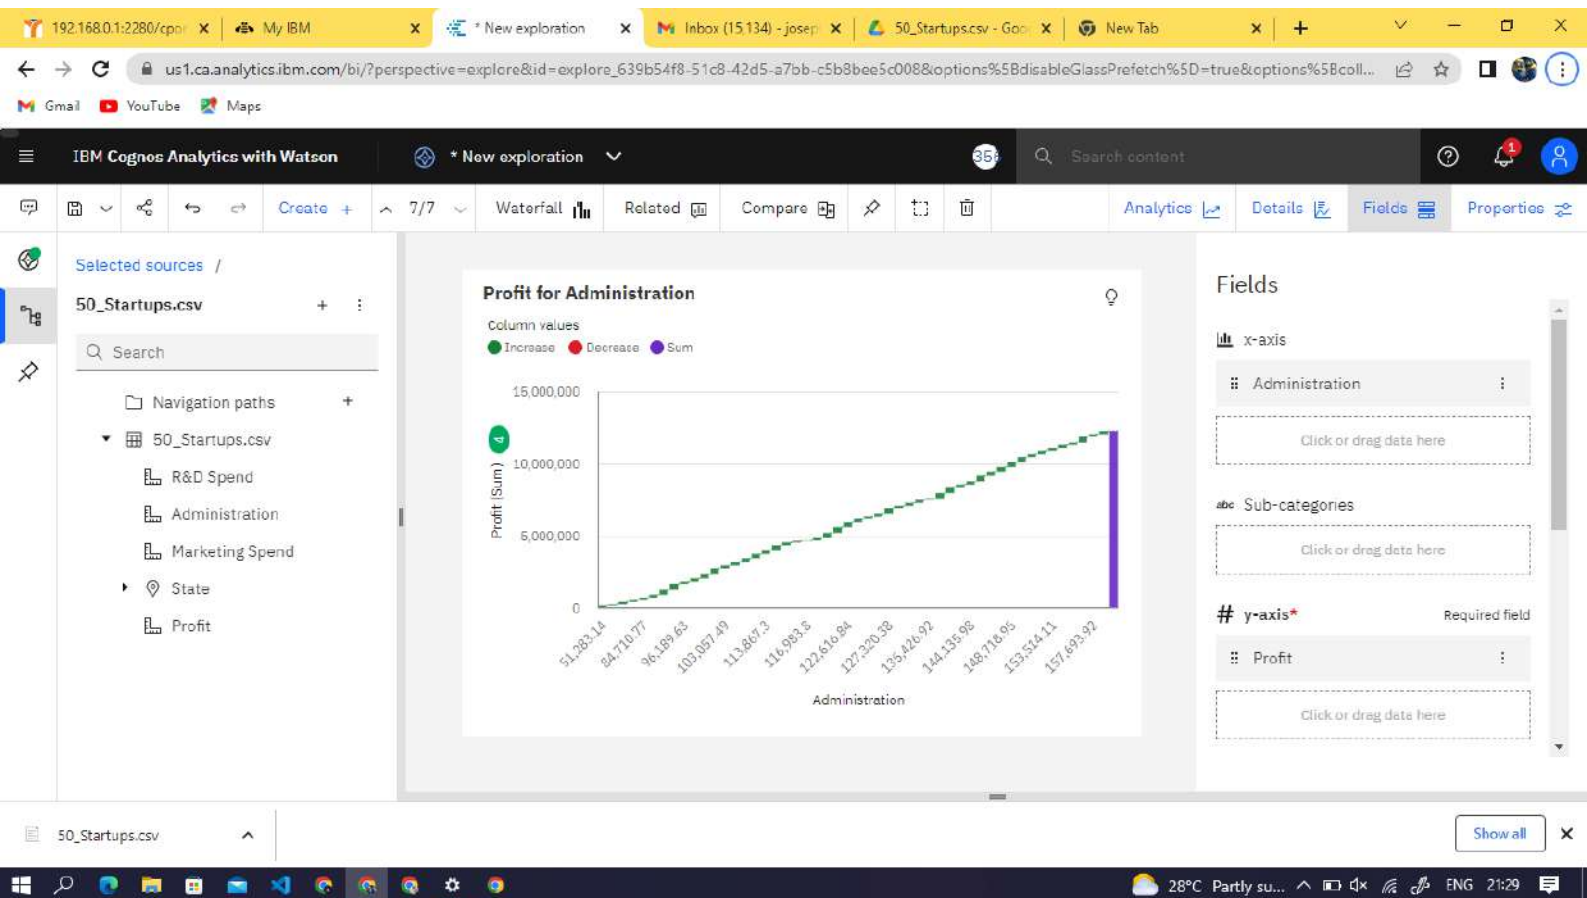 192.168.0.1:2280/cpor
My IBM
* New exploration
Inbox (15,134) - josep
50_Startups.csv - Goo
New Tab
us1.ca.analytics.ibm.com/bi/?perspective=explore&id=explore_639b54f8-51c8-42d5-a7bb-c5b8bee5c008&options%5BdisableGlassPrefetch%5D=true&options%5Bcoll...
Gmail YouTube Maps
IBM Cognos Analytics with Watson
* New exploration
Search content
1
Create + 7/7 Waterfall Related Compare Analytics Details Fields Properties
Selected sources /
50_Startups.csv
Search
Navigation paths
50_Startups.csv
R&D Spend
Administration
Marketing Spend
State
Profit
Profit for Administration
Column values
Increase Decrease Sum
15,000,000
10,000,000
5,000,000
0
Profit (Sum)
4
51,283.14
84,710.77
96,189.63
103,057.49
113,867.3
116,983.8
122,616.84
127,320.38
135,426.92
144,135.98
148,718.95
153,514.11
157,693.92
Administration
Fields
x-axis
Administration
Click or drag data here
abc Sub-categories
Click or drag data here
# y-axis* Required field
Profit
Click or drag data here
50_Startups.csv
Show all
28°C Partly su... ENG 21:29